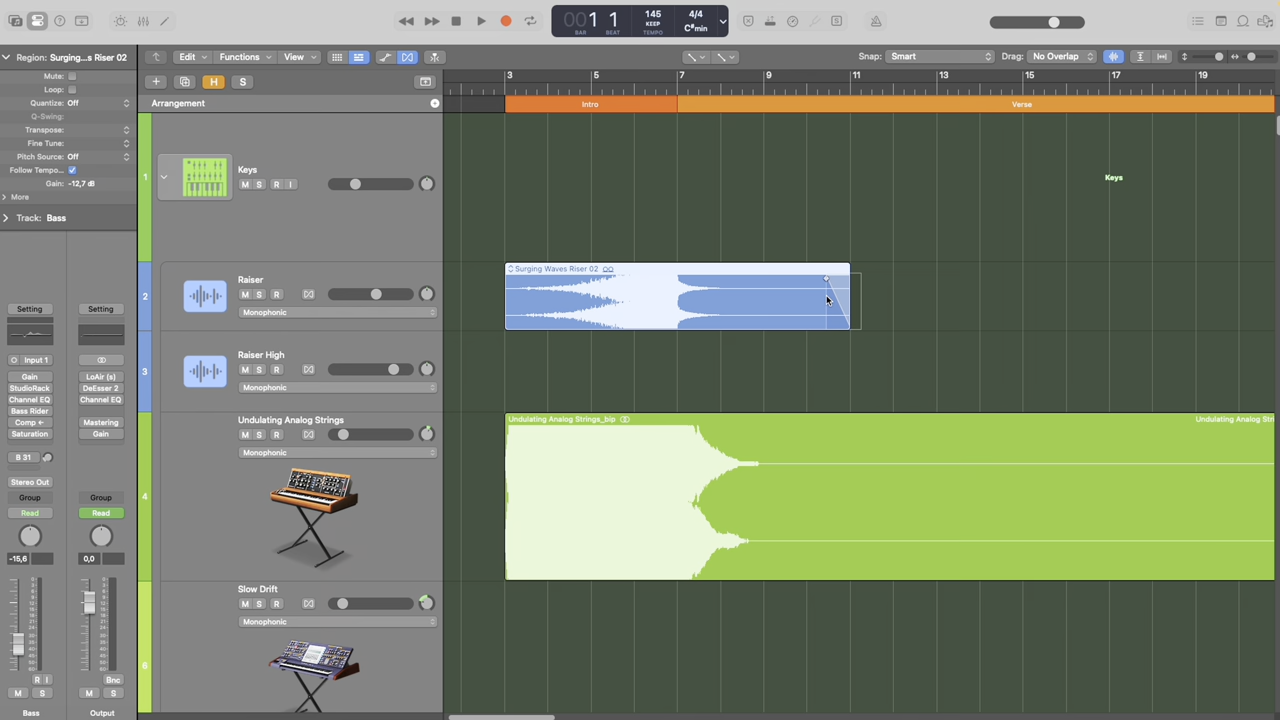 001 1
BAR BEAT
145
KEEP
TEMPO
4/4
C#min
Region: Surging...s Riser 02
Mute:
Loop:
Quantize: Off
Q-Swing:
Transpose:
Fine Tune:
Pitch Source: Off
Follow Tempo...
Gain: -12,7 dB
More
Track: Bass
Edit Functions View
Snap: Smart
Drag: No Overlap
H S
3 5 7 9 11 13 15 17 19
Arrangement
Intro Verse
1
Keys
M S R I
Keys
2
Raiser
M S R
Monophonic
Surging Waves Riser 02
3
Raiser High
M S R
Monophonic
4
Undulating Analog Strings
M S R
Monophonic
Undulating Analog Strings_bip
Undulating Analog Stri
6
Slow Drift
M S R
Monophonic
Setting Setting
Input 1
Gain
StudioRack
Channel EQ
Bass Rider
Comp
Saturation
LoAir (s)
DeEsser 2
Channel EQ
Mastering
Gain
B 31
Stereo Out
Group Group
Read Read
-15,6 0,0
R I Bnc
M S M S
Bass Output